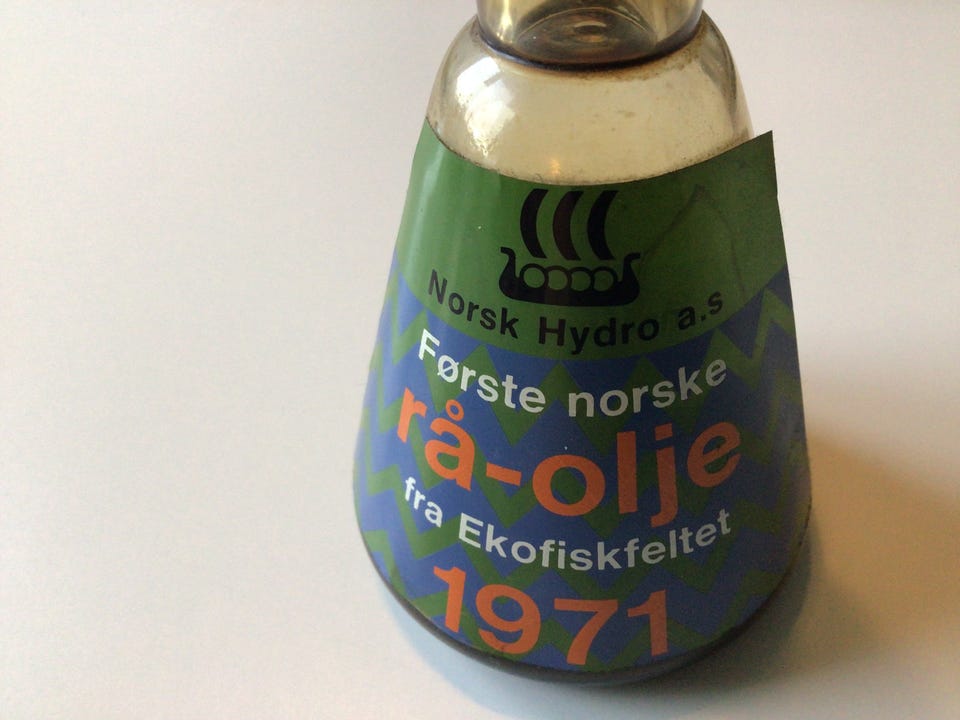 Norsk Hydro a.s
Første norske
rå-olje
fra Ekofiskfeltet
1971